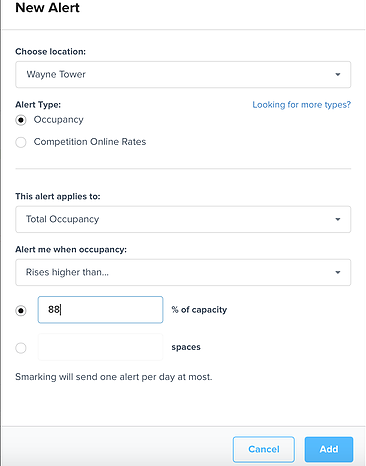 New Alert
Choose location:
Wayne Tower
Alert Type:
Looking for more types?
Occupancy
Competition Online Rates
This alert applies to:
Total Occupancy
Alert me when occupancy:
Rises higher than...
88
% of capacity
spaces
Smarking will send one alert per day at most.
Cancel
Add